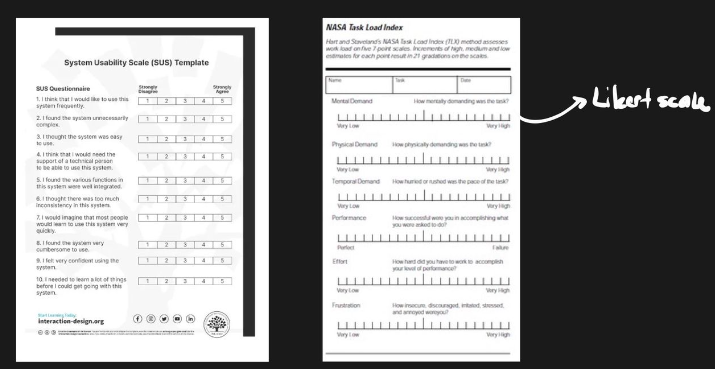 System Usability Scale (SUS) Template
SUS Questionnaire
Strongly
Disagree
Strongly
Agree
1. I think that I would like to use this
system frequently.
1 2 3 4 5
2. I found the system unnecessarily
complex.
1 2 3 4 5
3. I thought the system was easy
to use.
1 2 3 4 5
4. I think that I would need the
support of a technical person
to be able to use this system.
1 2 3 4 5
5. I found the various functions in
this system were well integrated.
1 2 3 4 5
6. I thought there was too much
inconsistency in this system.
1 2 3 4 5
7. I would imagine that most people
would learn to use this system very
quickly.
1 2 3 4 5
8. I found the system very
cumbersome to use.
1 2 3 4 5
9. I felt very confident using the
system.
1 2 3 4 5
10. I needed to learn a lot of things
before I could get going with this
system.
1 2 3 4 5
Start Learning Today
interaction-design.org
NASA Task Load Index
Hart and Staveland's NASA Task Load Index (TLX) method assesses
work load on five 7-point scales. Increments of high, medium and low
estimates for each point result in 21 gradations on the scales.
Name Task Date
Mental Demand How mentally demanding was the task?
Very Low Very High
Physical Demand How physically demanding was the task?
Very Low Very High
Temporal Demand How hurried or rushed was the pace of the task?
Very Low Very High
Performance How successful were you in accomplishing what
you were asked to do?
Perfect Failure
Effort How hard did you have to work to accomplish
your level of performance?
Very Low Very High
Frustration How insecure, discouraged, irritated, stressed,
and annoyed were you?
Very Low Very High
Likert scale